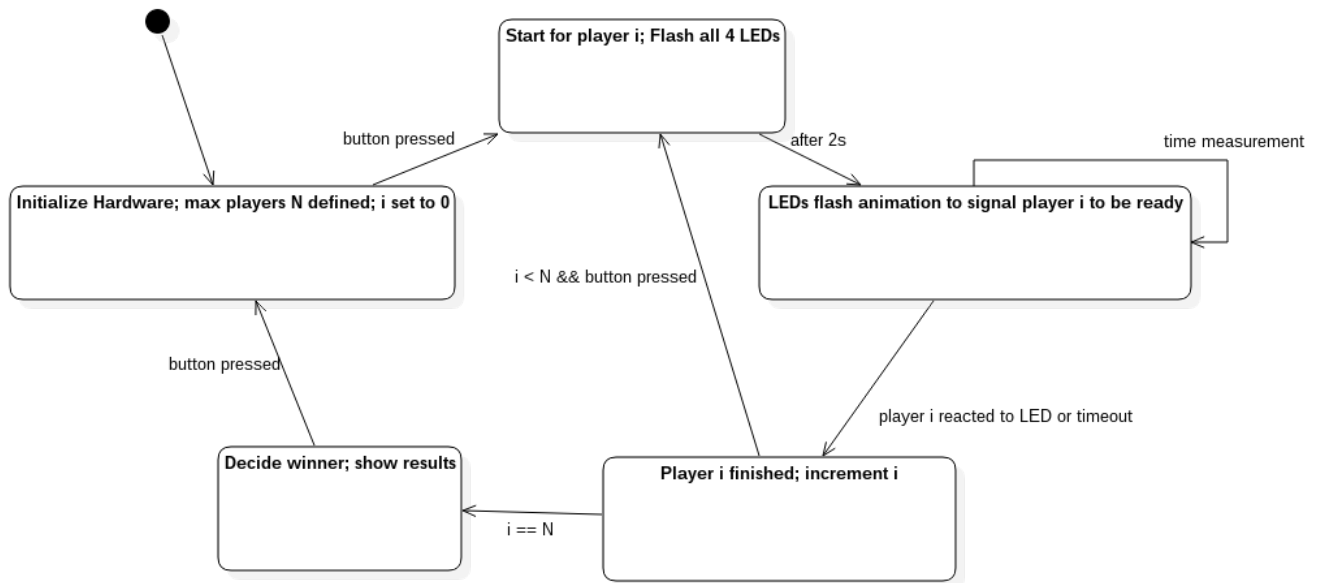 Start for player i; Flash all 4 LEDs
button pressed
after 2s
time measurement
Initialize Hardware; max players N defined; i set to 0
LEDs flash animation to signal player i to be ready
i < N && button pressed
button pressed
player i reacted to LED or timeout
Decide winner; show results
Player i finished; increment i
i == N